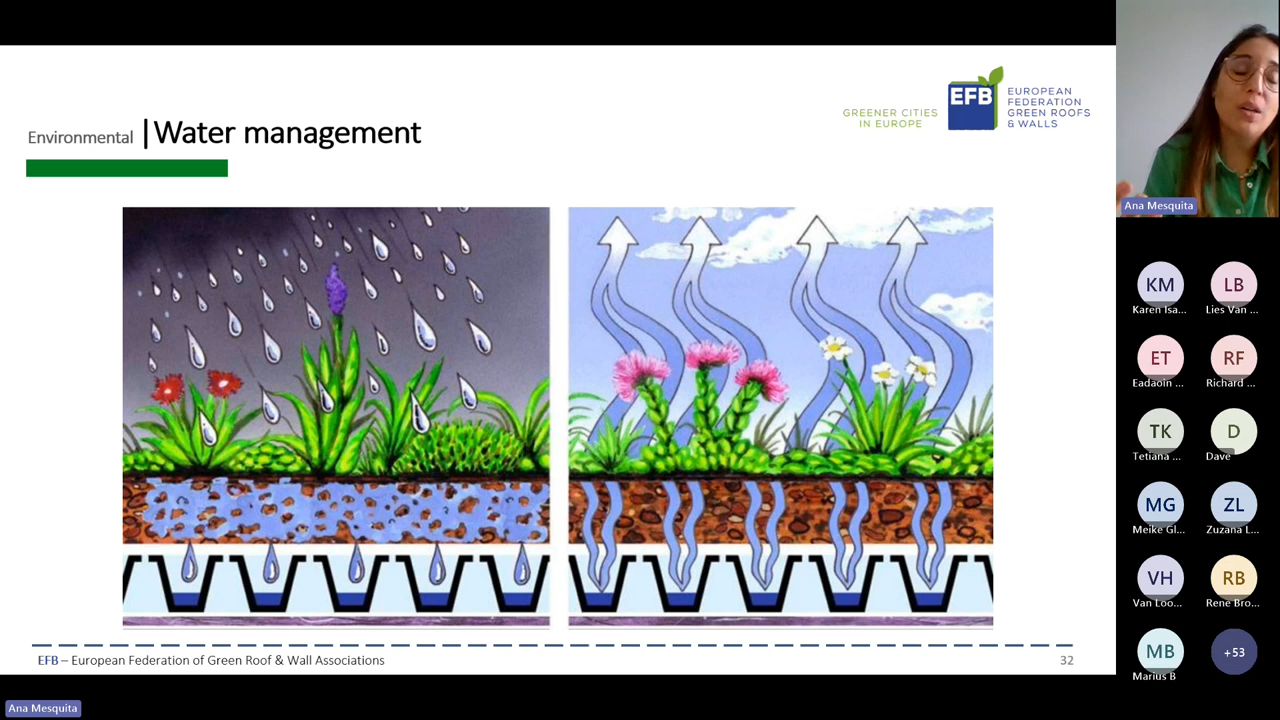 Environmental | Water management
GREENER CITIES
IN EUROPE
EFB
EUROPEAN
FEDERATION
GREEN ROOFS
& WALLS
EFB – European Federation of Green Roof & Wall Associations
32
Ana Mesquita
KM
Karen Isa...
LB
Lies Van ...
ET
Eadaoin ...
RF
Richard ...
TK
Tetiana ...
D
Dave
MG
Meike Gl...
ZL
Zuzana L...
VH
Van Loo...
RB
Rene Bro...
MB
Marius B
+53
Ana Mesquita